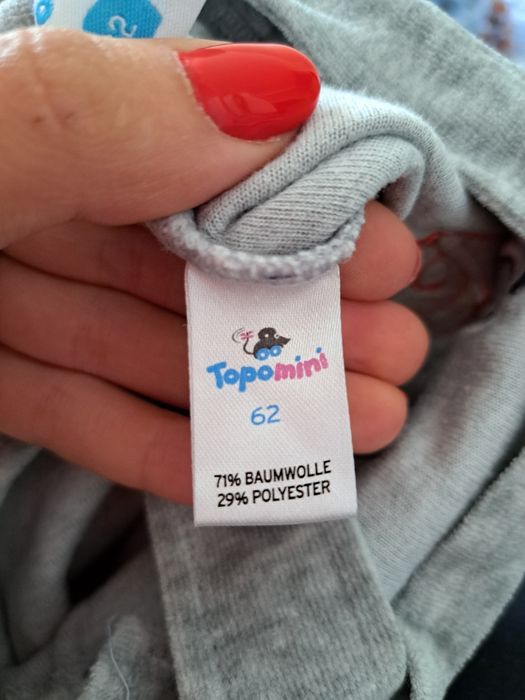 Topomini
62
71% BAUMWOLLE
29% POLYESTER